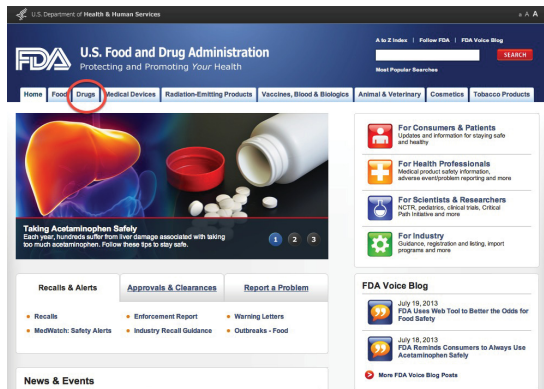 U.S. Department of Health & Human Services
a A A
A to Z Index | Follow FDA | FDA Voice Blog
FDA
U.S. Food and Drug Administration
Protecting and Promoting Your Health
SEARCH
Most Popular Searches
Home Food Drugs Medical Devices Radiation-Emitting Products Vaccines, Blood & Biologics Animal & Veterinary Cosmetics Tobacco Products
Taking Acetaminophen Safely
Each year, hundreds suffer from liver damage associated with taking
too much acetaminophen. Follow these tips to stay safe.
1 2 3
For Consumers & Patients
Updates and information for staying safe
and healthy
For Health Professionals
Medical product safety information,
adverse event/problem reporting and more
For Scientists & Researchers
NCTR, pediatrics, clinical trials, Critical
Path Initiative and more
For Industry
Guidance, registration and listing, import
programs and more
Recalls & Alerts
Approvals & Clearances
Report a Problem
Recalls
Enforcement Report
Warning Letters
MedWatch: Safety Alerts
Industry Recall Guidance
Outbreaks - Food
News & Events
FDA Voice Blog
July 19, 2013
FDA Uses Web Tool to Better the Odds for
Food Safety
July 18, 2013
FDA Reminds Consumers to Always Use
Acetaminophen Safely
More FDA Voice Blog Posts